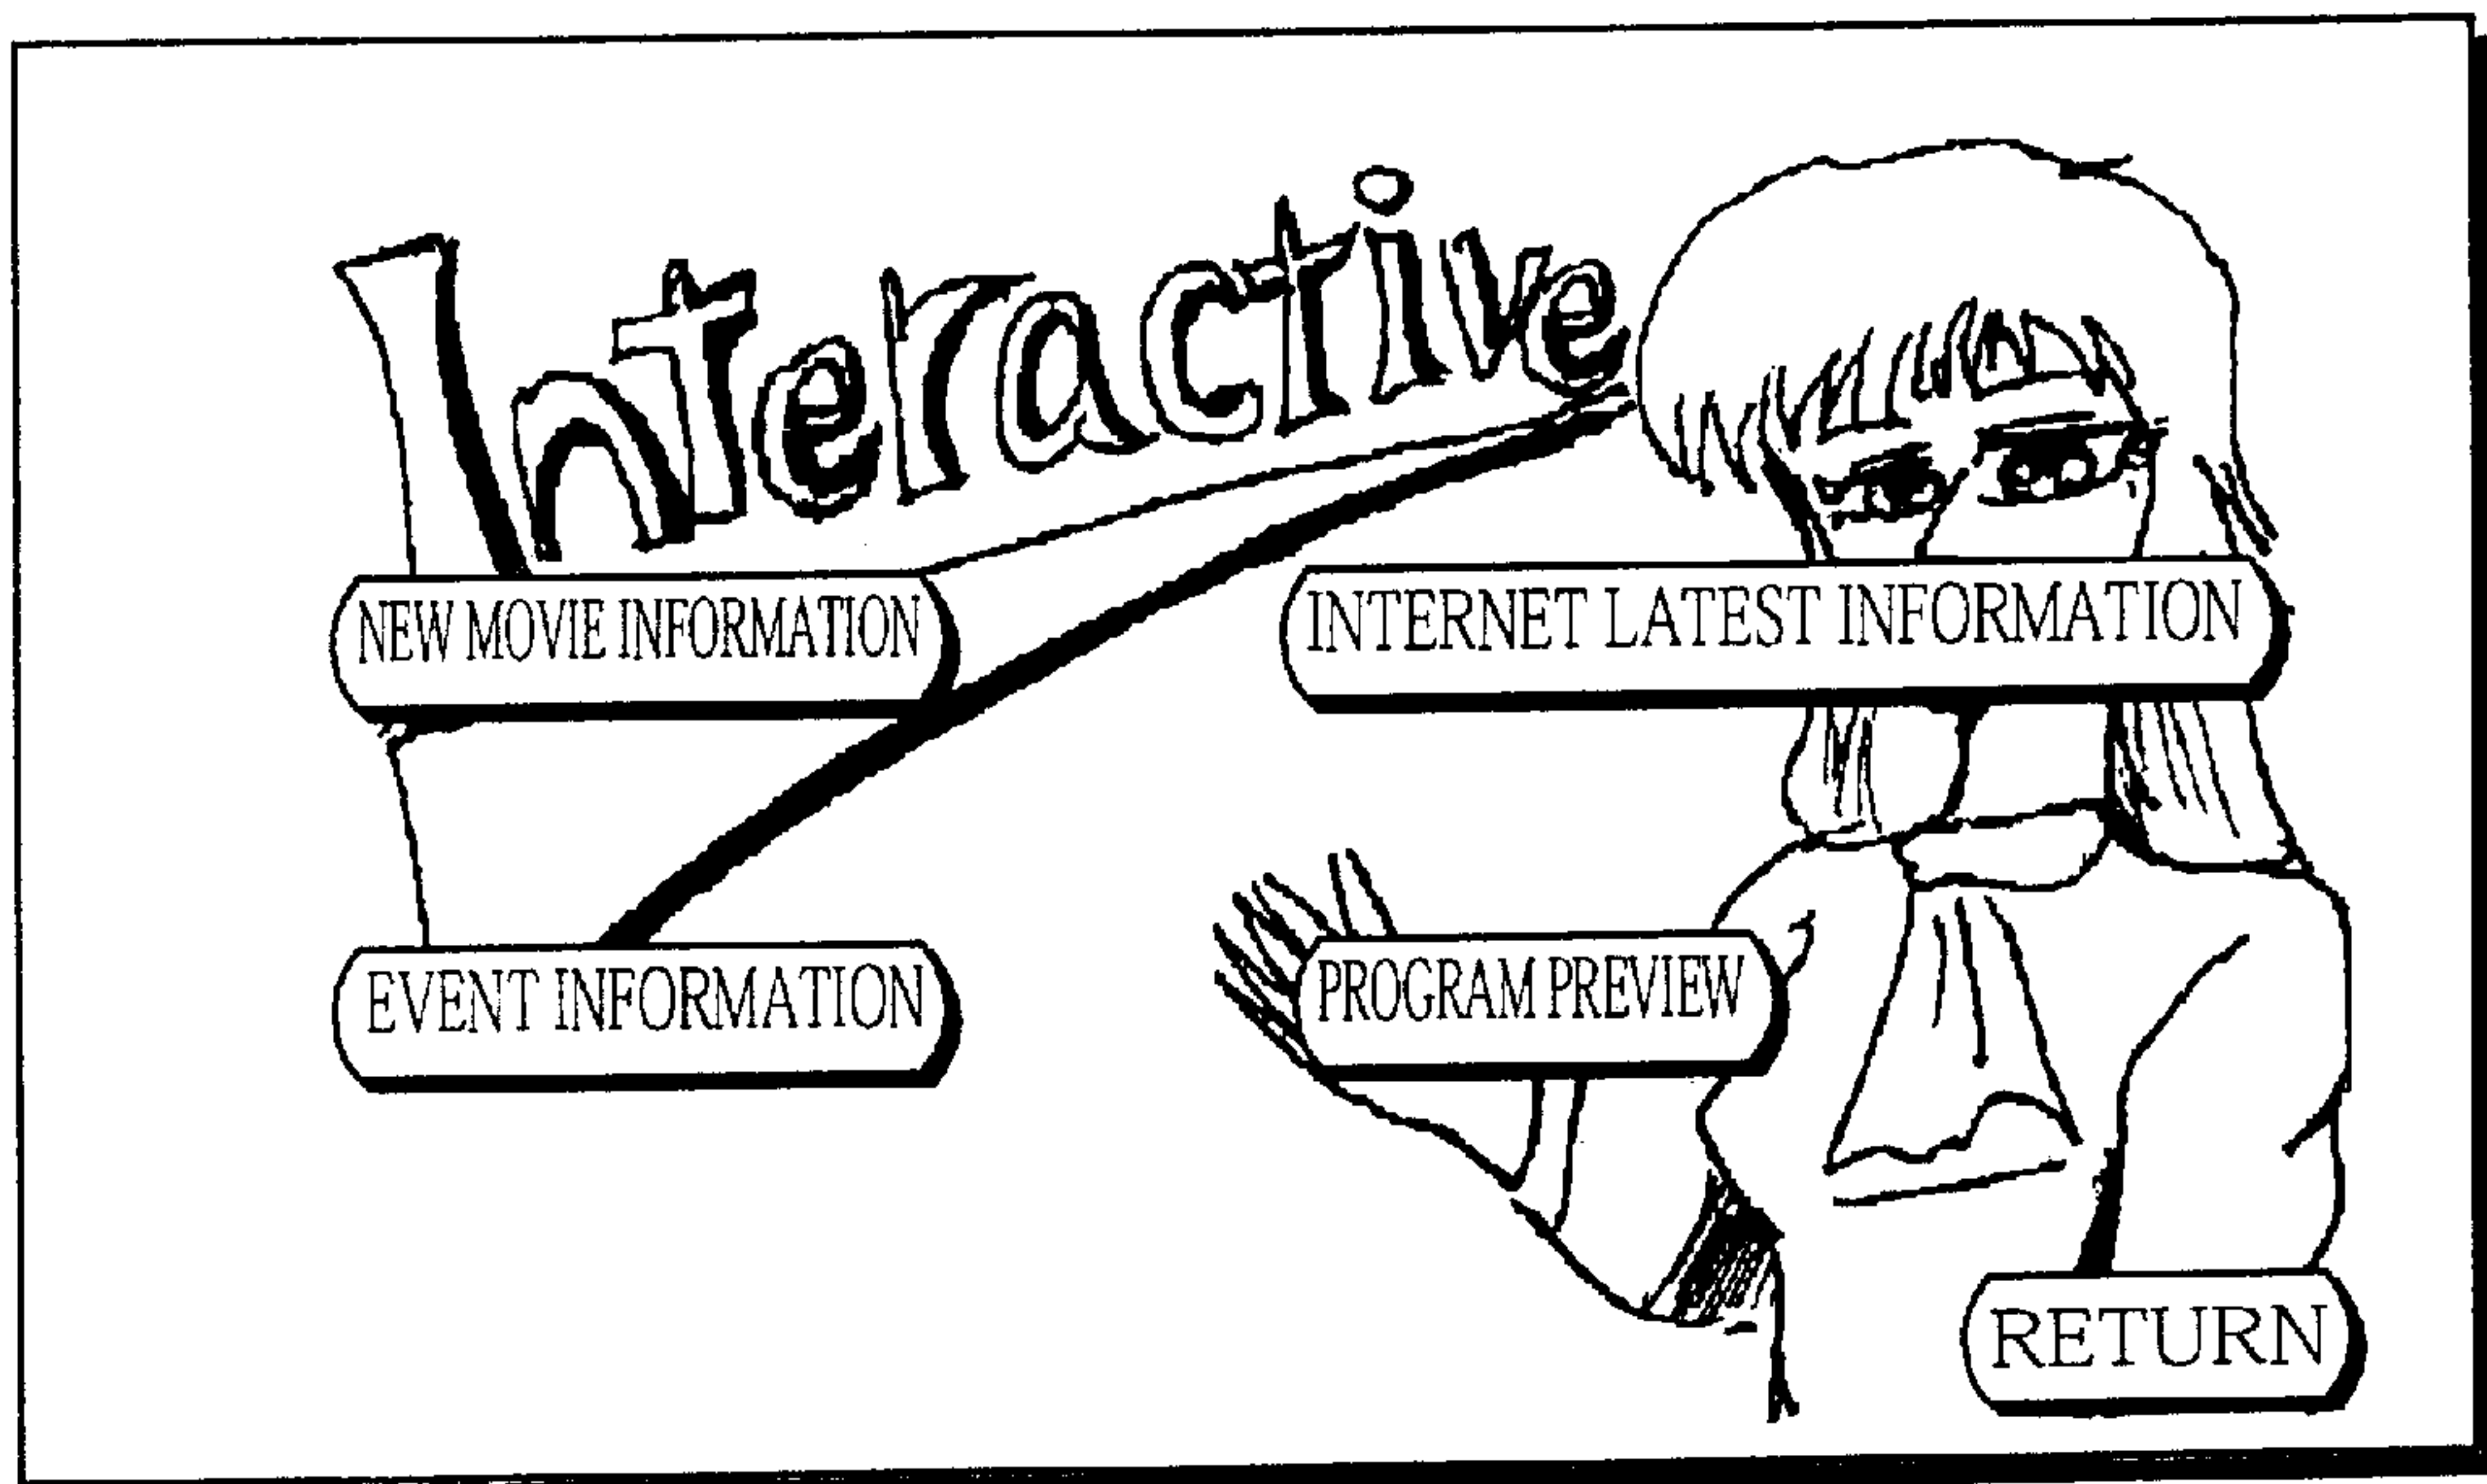 Interactive
NEW MOVIE INFORMATION
INTERNET LATEST INFORMATION
EVENT INFORMATION
PROGRAM PREVIEW
RETURN